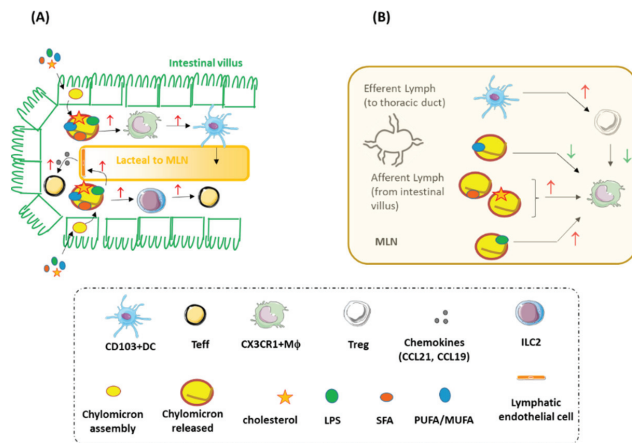 (A)
(B)
Intestinal villus
Lacteal to MLN
Efferent Lymph
(to thoracic duct)
Afferent Lymph
(from intestinal
villus)
MLN
CD103+DC
Teff
CX3CR1+Mɸ
Treg
Chemokines
(CCL21, CCL19)
ILC2
Chylomicron
assembly
Chylomicron
released
cholesterol
LPS
SFA
PUFA/MUFA
Lymphatic
endothelial cell